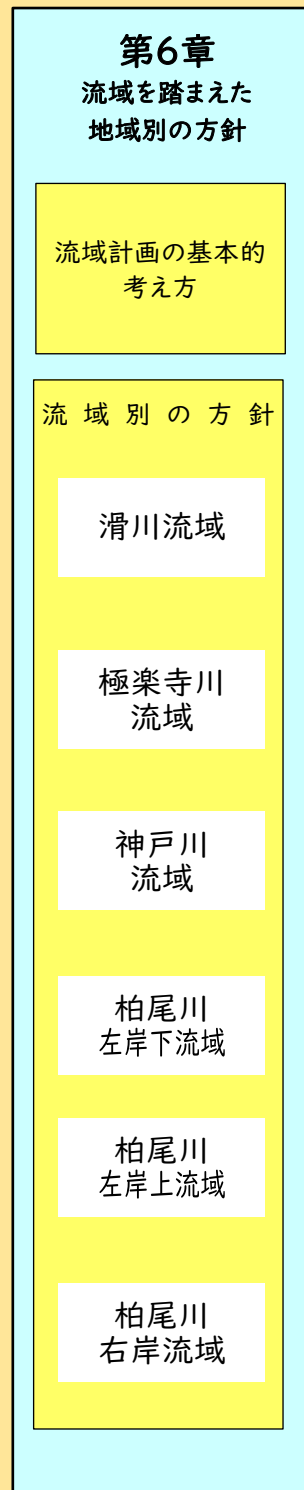 第6章
流域を踏まえた
地域別の方針
流域計画の基本的
考え方
流域別の方針
滑川流域
極楽寺川
流域
神戸川
流域
柏尾川
左岸下流域
柏尾川
左岸上流域
柏尾川
右岸流域